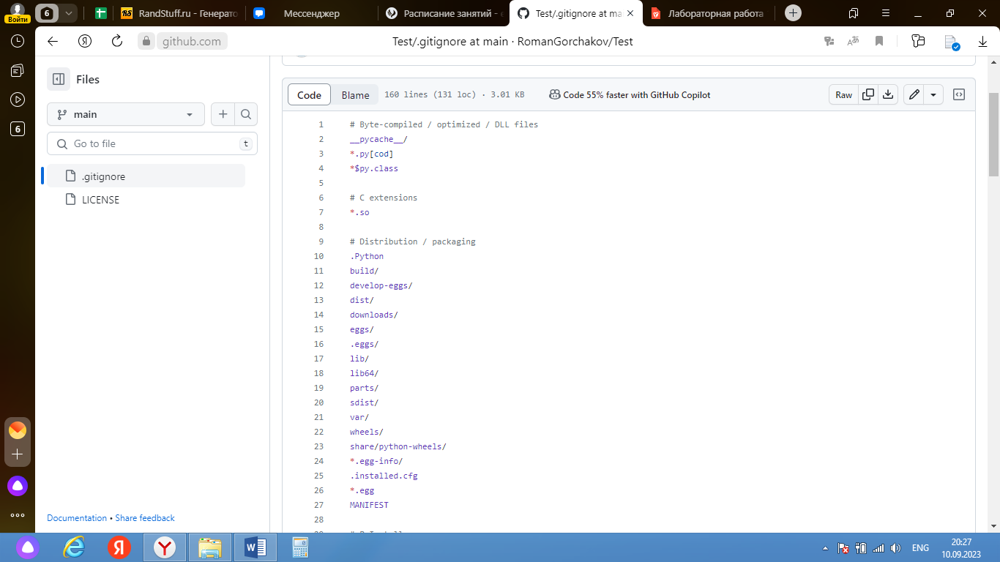 Войти
6
RandStuff.ru - Генерато
Мессенджер
Расписание занятий - е
Test/.gitignore at ma
Лабораторная работа
github.com
Test/.gitignore at main · RomanGorchakov/Test
6
Files
main
Go to file
t
.gitignore
LICENSE
Documentation • Share feedback
Code
Blame
160 lines (131 loc) · 3.01 KB
Code 55% faster with GitHub Copilot
Raw
1 # Byte-compiled / optimized / DLL files
2 __pycache__/
3 *.py[cod]
4 *$py.class
5
6 # C extensions
7 *.so
8
9 # Distribution / packaging
10 .Python
11 build/
12 develop-eggs/
13 dist/
14 downloads/
15 eggs/
16 .eggs/
17 lib/
18 lib64/
19 parts/
20 sdist/
21 var/
22 wheels/
23 share/python-wheels/
24 *.egg-info/
25 .installed.cfg
26 *.egg
27 MANIFEST
28
ENG
20:27
10.09.2023